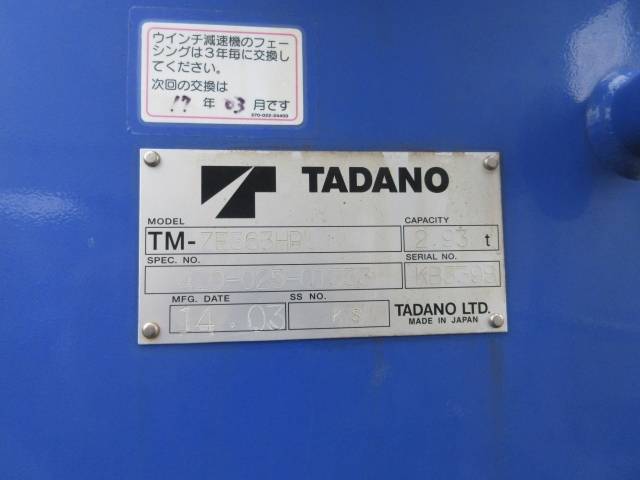 ウインチ減速機のフェー
シングは3年毎に交換し
てください。
次回の交換は
17 年 03 月です
TADANO
MODEL
CAPACITY
TM-ZE363HR
2.93 t
SPEC. NO.
SERIAL NO.
MFG. DATE
SS NO.
14.03
TADANO LTD.
MADE IN JAPAN